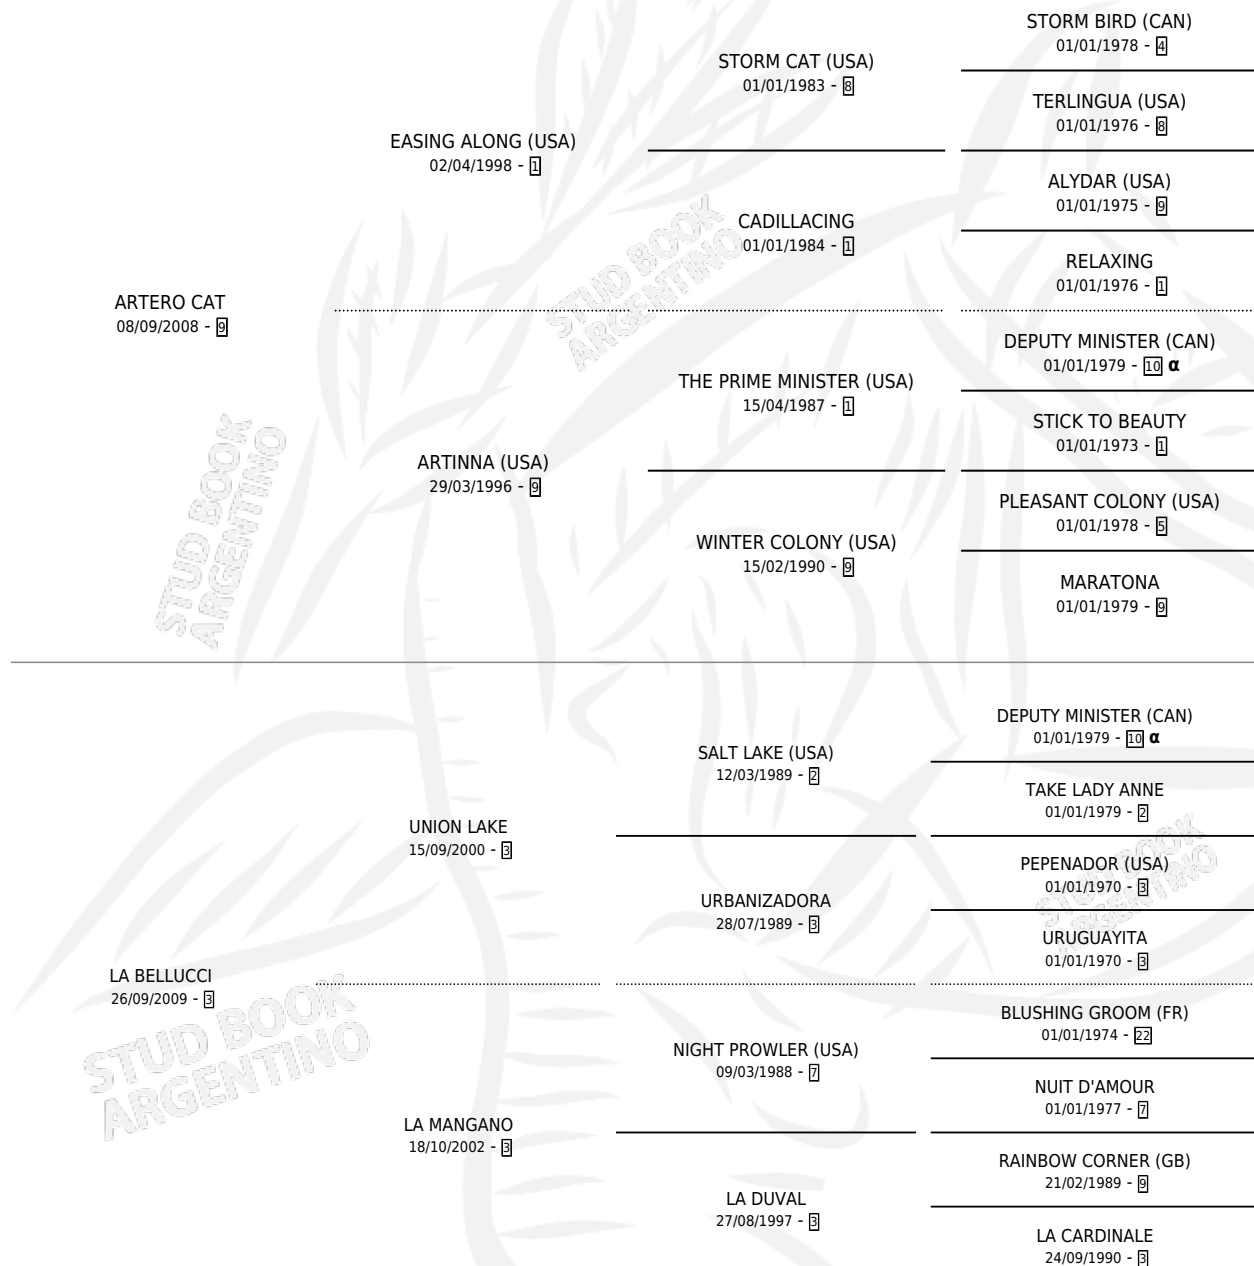 STORM BIRD (CAN)
01/01/1978 - 4
STORM CAT (USA)
01/01/1983 - 8
TERLINGUA (USA)
01/01/1976 - 8
EASING ALONG (USA)
02/04/1998 - 1
ALYDAR (USA)
01/01/1975 - 9
CADILLACING
01/01/1984 - 1
RELAXING
01/01/1976 - 1
ARTERO CAT
08/09/2008 - 9
DEPUTY MINISTER (CAN)
01/01/1979 - 10 α
THE PRIME MINISTER (USA)
15/04/1987 - 1
STICK TO BEAUTY
01/01/1973 - 1
ARTINNA (USA)
29/03/1996 - 9
PLEASANT COLONY (USA)
01/01/1978 - 5
WINTER COLONY (USA)
15/02/1990 - 9
MARATONA
01/01/1979 - 9
DEPUTY MINISTER (CAN)
01/01/1979 - 10 α
SALT LAKE (USA)
12/03/1989 - 2
TAKE LADY ANNE
01/01/1979 - 2
UNION LAKE
15/09/2000 - 3
PEPENADOR (USA)
01/01/1970 - 3
URBANIZADORA
28/07/1989 - 3
URUGUAYITA
01/01/1970 - 3
LA BELLUCCI
26/09/2009 - 3
BLUSHING GROOM (FR)
01/01/1974 - 22
NIGHT PROWLER (USA)
09/03/1988 - 7
NUIT D'AMOUR
01/01/1977 - 7
LA MANGANO
18/10/2002 - 3
RAINBOW CORNER (GB)
21/02/1989 - 9
LA DUVAL
27/08/1997 - 3
LA CARDINALE
24/09/1990 - 3
STUD BOOK
ARGENTINO
STUD BOOK
ARGENTINO
STUD BOOK
ARGENTINO
STUD BOOK
ARGENTINO